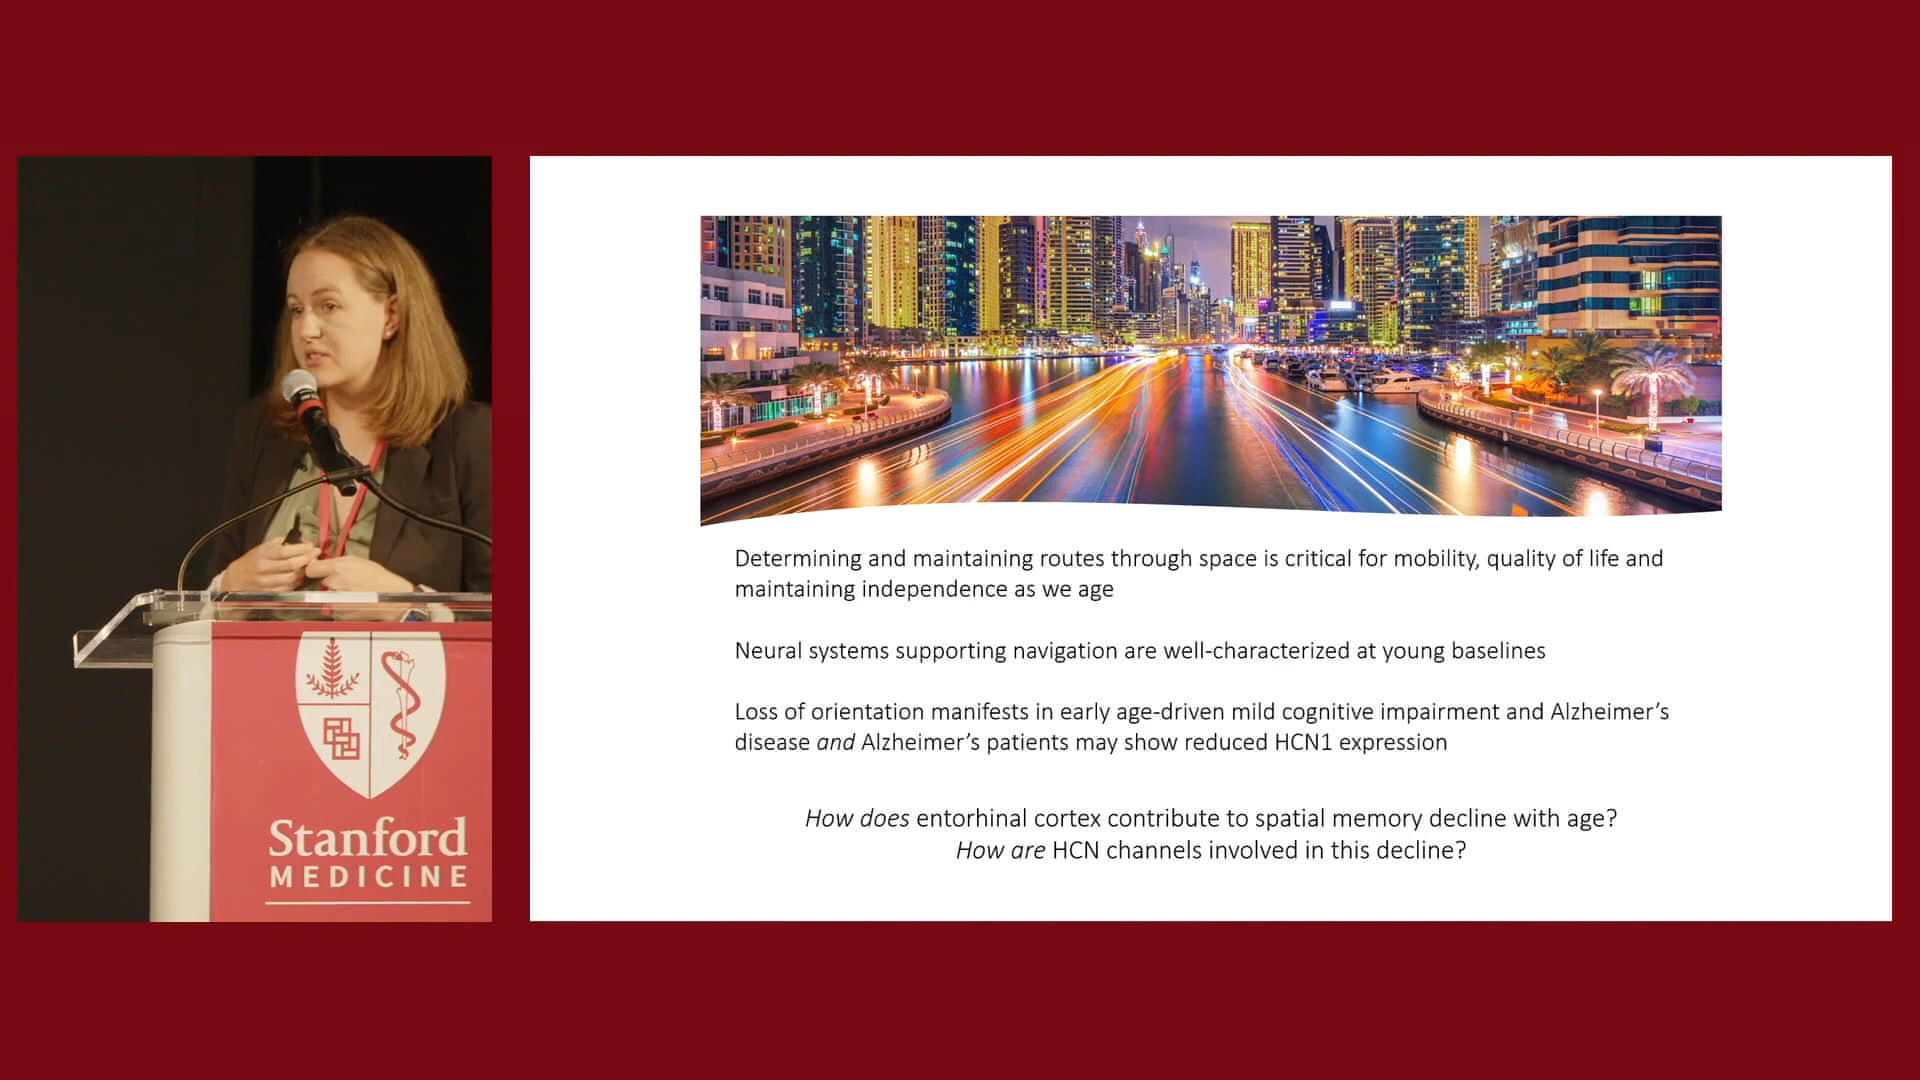 Determining and maintaining routes through space is critical for mobility, quality of life and
maintaining independence as we age
Neural systems supporting navigation are well-characterized at young baselines
Loss of orientation manifests in early age-driven mild cognitive impairment and Alzheimer’s
disease and Alzheimer’s patients may show reduced HCN1 expression
How does entorhinal cortex contribute to spatial memory decline with age?
How are HCN channels involved in this decline?
Stanford
MEDICINE